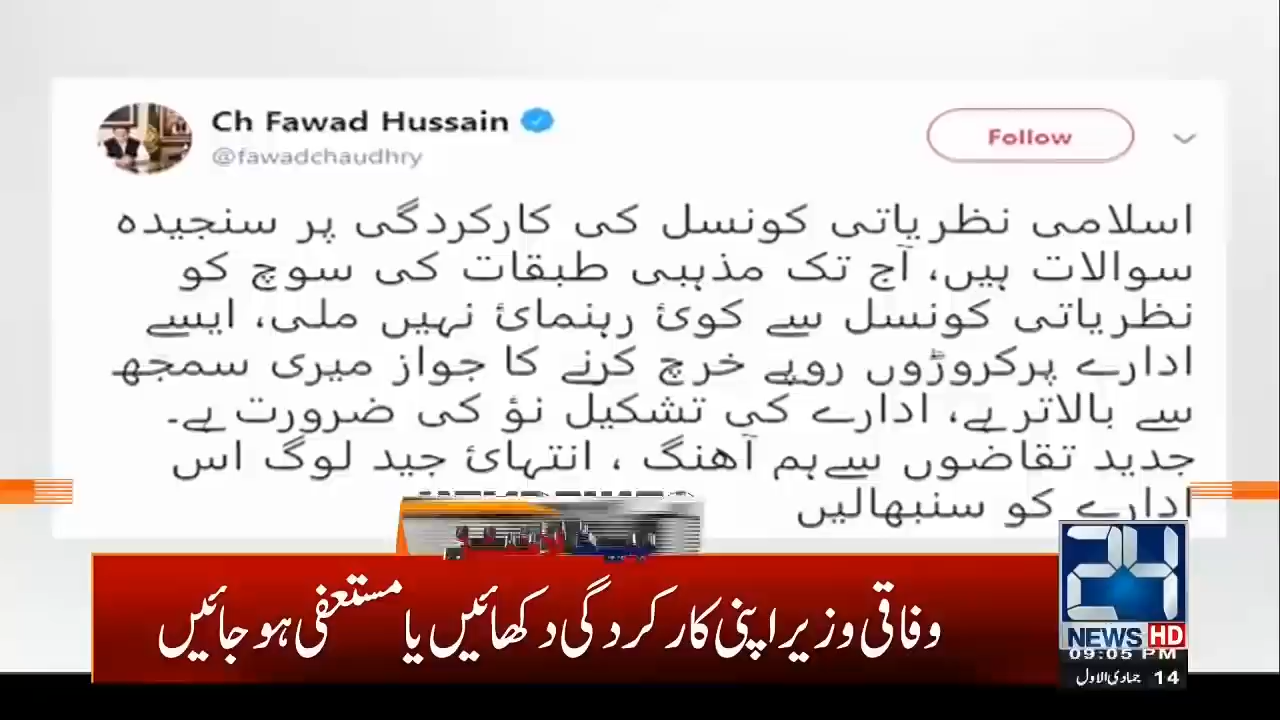 Ch Fawad Hussain
@fawadchaudhry
Follow
اسلامی نظریاتی کونسل کی کارکردگی پر سنجیدہ
سوالات ہیں، آج تک مذہبی طبقات کی سوچ کو
نظریاتی کونسل سے کوئ رہنمائ نہیں ملی، ایسے
ادارے پرکروڑوں روپے خرچ کرنے کا جواز میری سمجھ
سے بالاتر ہے، ادارے کی تشکیل نؤ کی ضرورت ہے۔
جدید تقاضوں سےہم آھنگ ، انتہائ جید لوگ اس
ادارے کو سنبھالیں
وفاقی وزیر اپنی کارکردگی دکھائیں یا مستعفی ہو جائیں
24
NEWS HD
09:05 PM
14 جمادی الاول